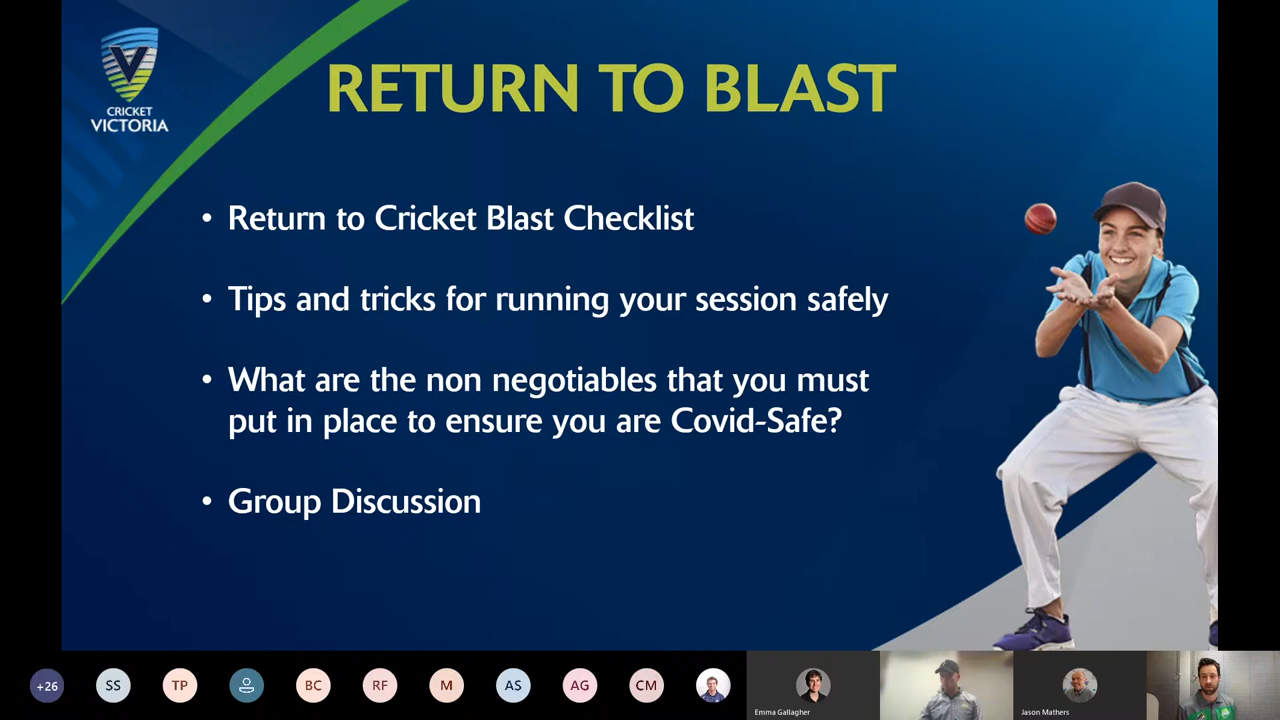 CRICKET
VICTORIA
RETURN TO BLAST
• Return to Cricket Blast Checklist
• Tips and tricks for running your session safely
• What are the non negotiables that you must
put in place to ensure you are Covid-Safe?
• Group Discussion
+26
SS
TP
BC
RF
M
AS
AG
CM
Emma Gallagher
Jason Mathers